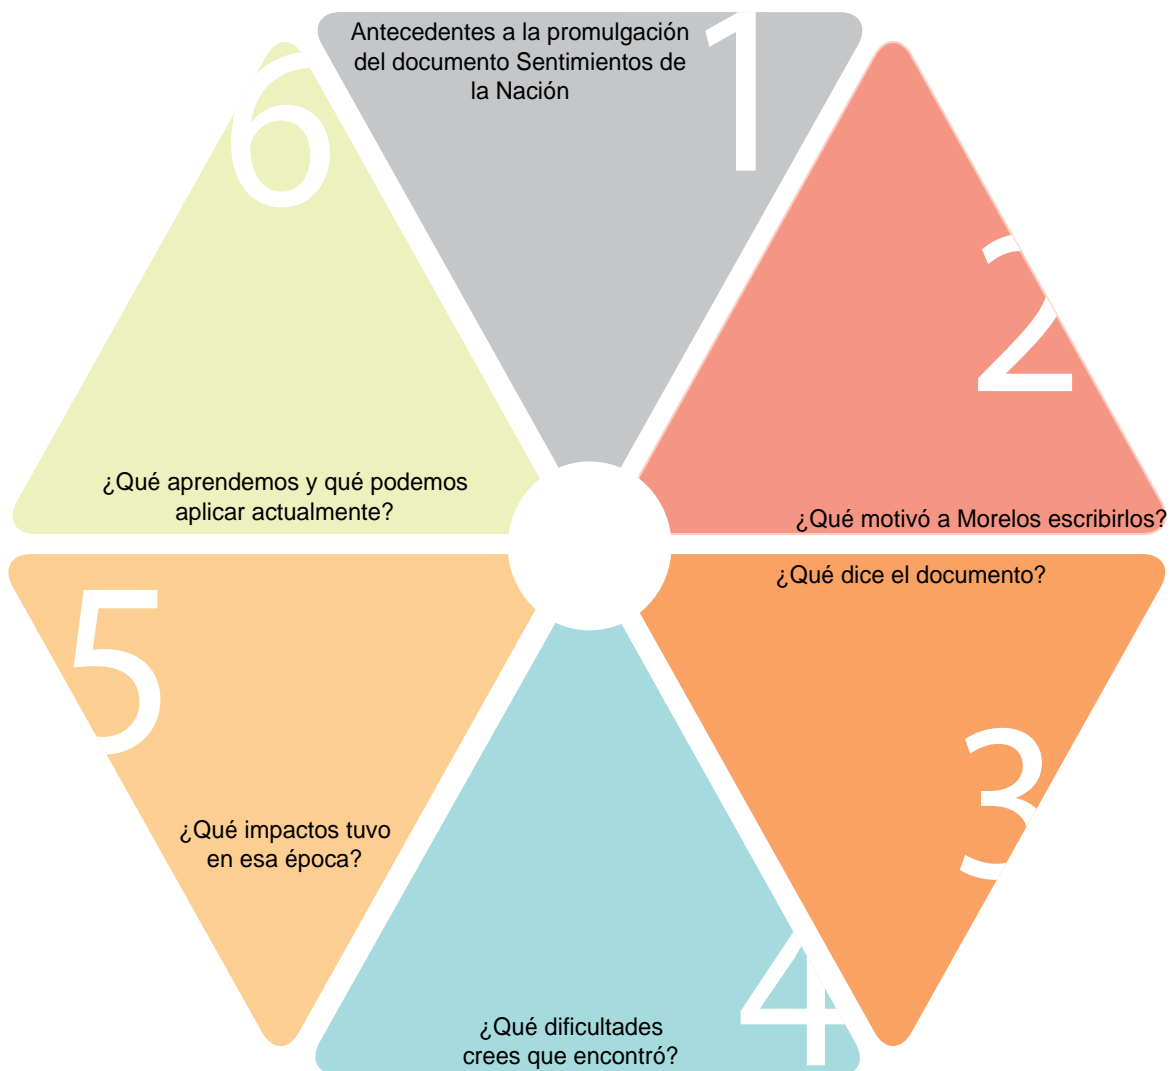 1
Antecedentes a la promulgación
del documento Sentimientos de
la Nación
2
¿Qué motivó a Morelos escribirlos?
3
¿Qué dice el documento?
4
¿Qué dificultades
crees que encontró?
5
¿Qué impactos tuvo
en esa época?
6
¿Qué aprendemos y qué podemos
aplicar actualmente?